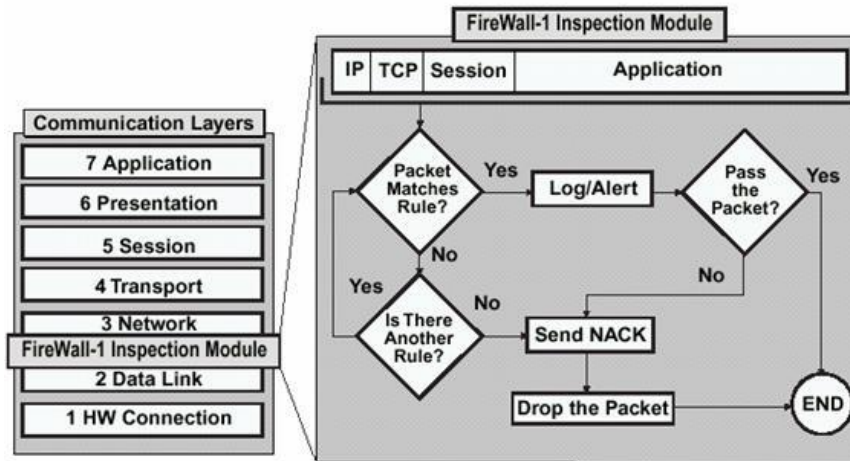 FireWall-1 Inspection Module
IP TCP Session Application
Communication Layers
7 Application
6 Presentation
5 Session
4 Transport
3 Network
FireWall-1 Inspection Module
2 Data Link
1 HW Connection
Packet
Matches
Rule?
Yes
Log/Alert
Pass
the
Packet?
Yes
No
No
Yes
Is There
Another
Rule?
No
Send NACK
Drop the Packet
END